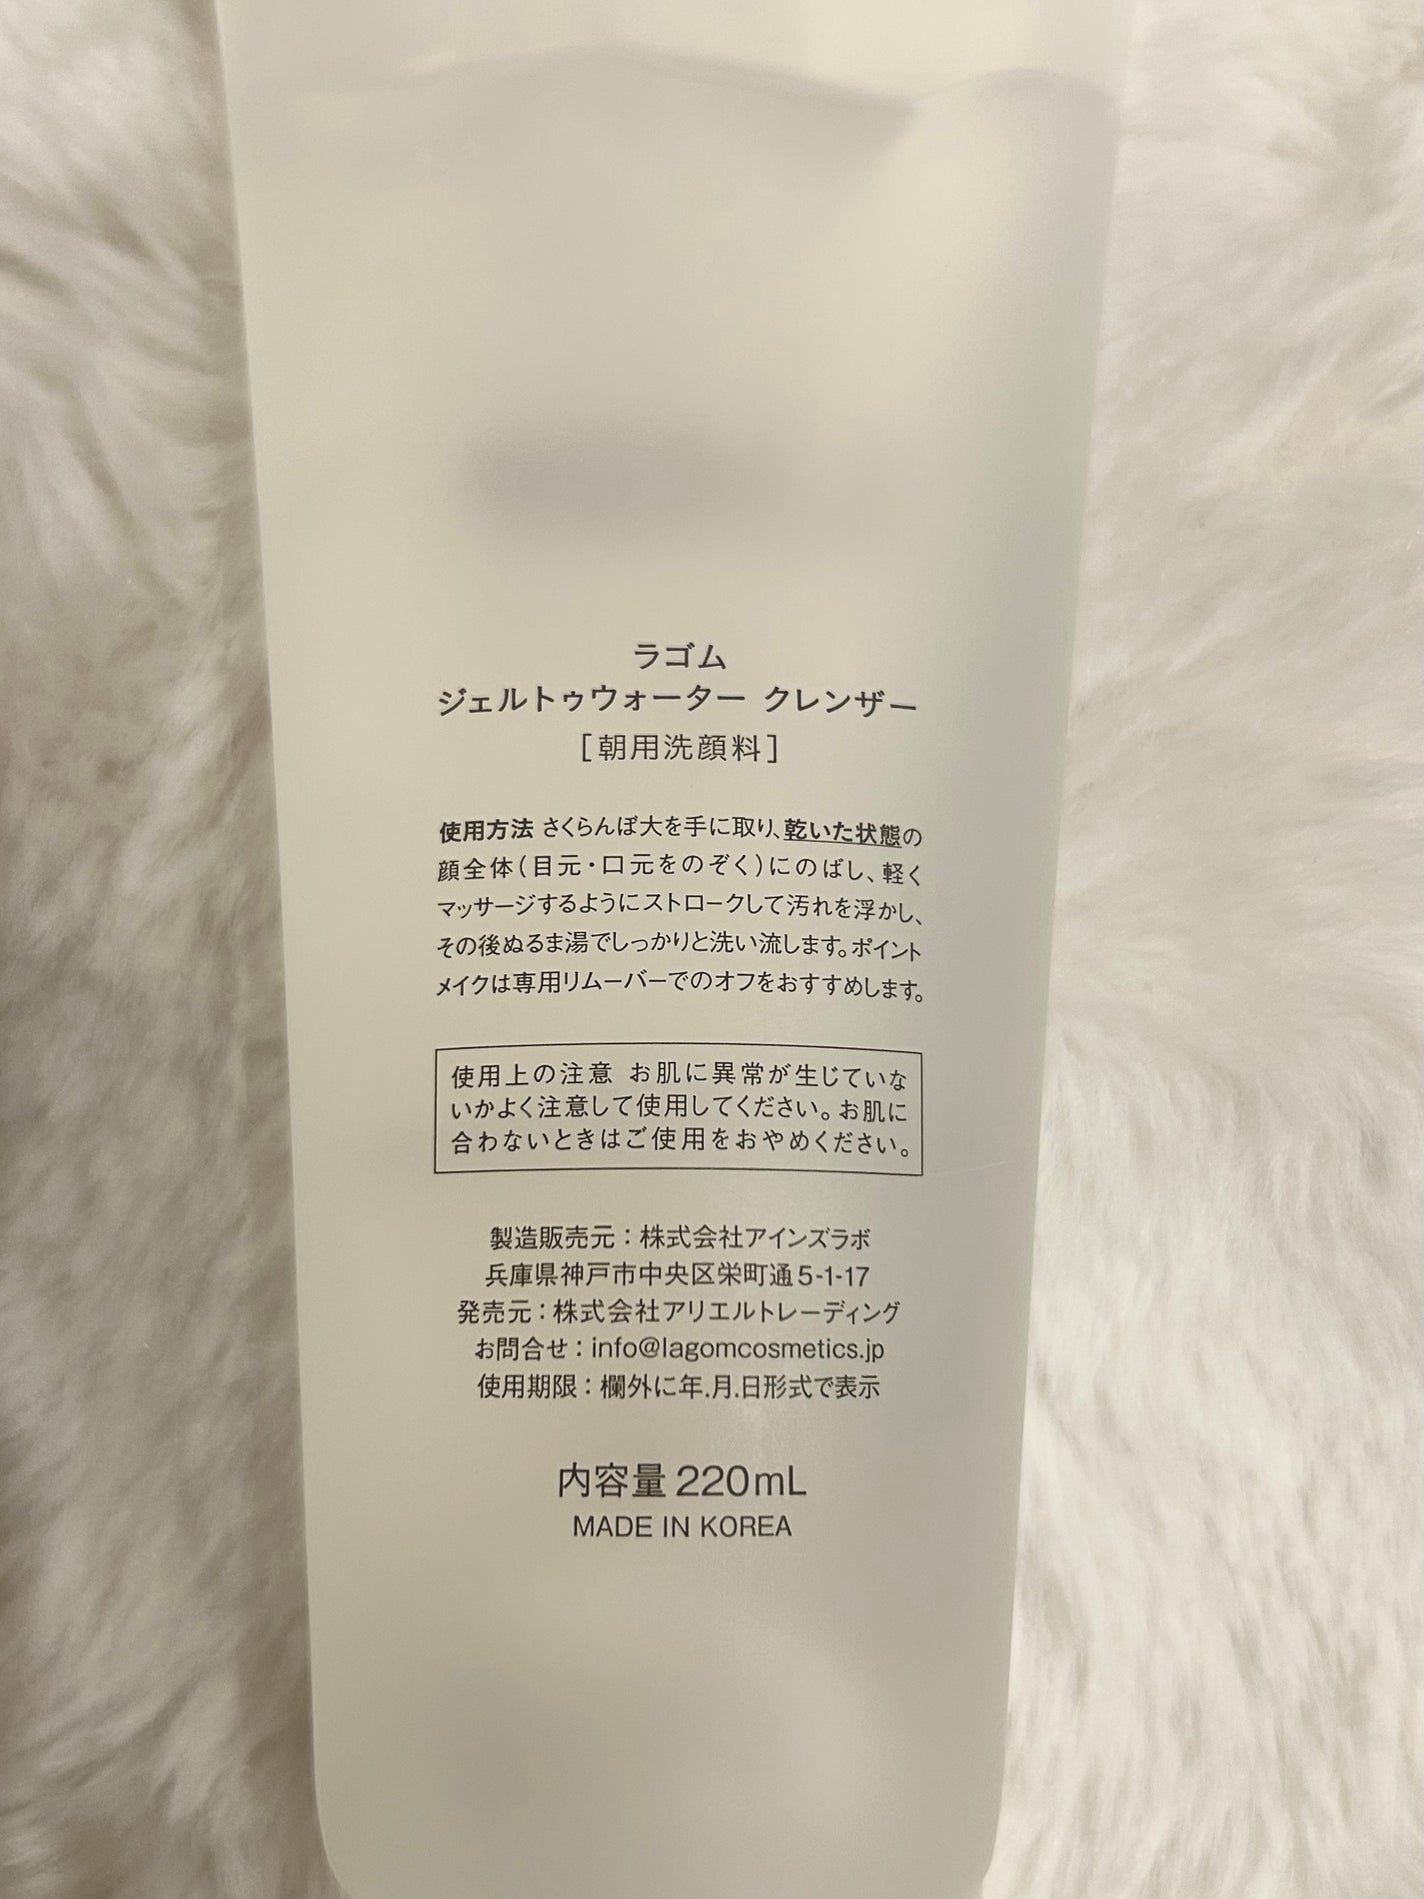 ラゴム
ジェルトゥウォーター クレンザー
[朝用洗顔料]
使用方法 さくらんぼ大を手に取り、乾いた状態の
顔全体(目元・口元をのぞく)にのばし、軽く
マッサージするようにストロークして汚れを浮かし、
その後ぬるま湯でしっかりと洗い流します。ポイント
メイクは専用リムーバーでのオフをおすすめします。
使用上の注意 お肌に異常が生じていな
いかよく注意して使用してください。お肌に
合わないときはご使用をおやめください。
製造販売元：株式会社アインズラボ
兵庫県神戸市中央区栄町通5-1-17
発売元：株式会社アリエルトレーディング
お問合せ：info@lagomcosmetics.jp
使用期限：欄外に年.月.日形式で表示
内容量 220mL
MADE IN KOREA